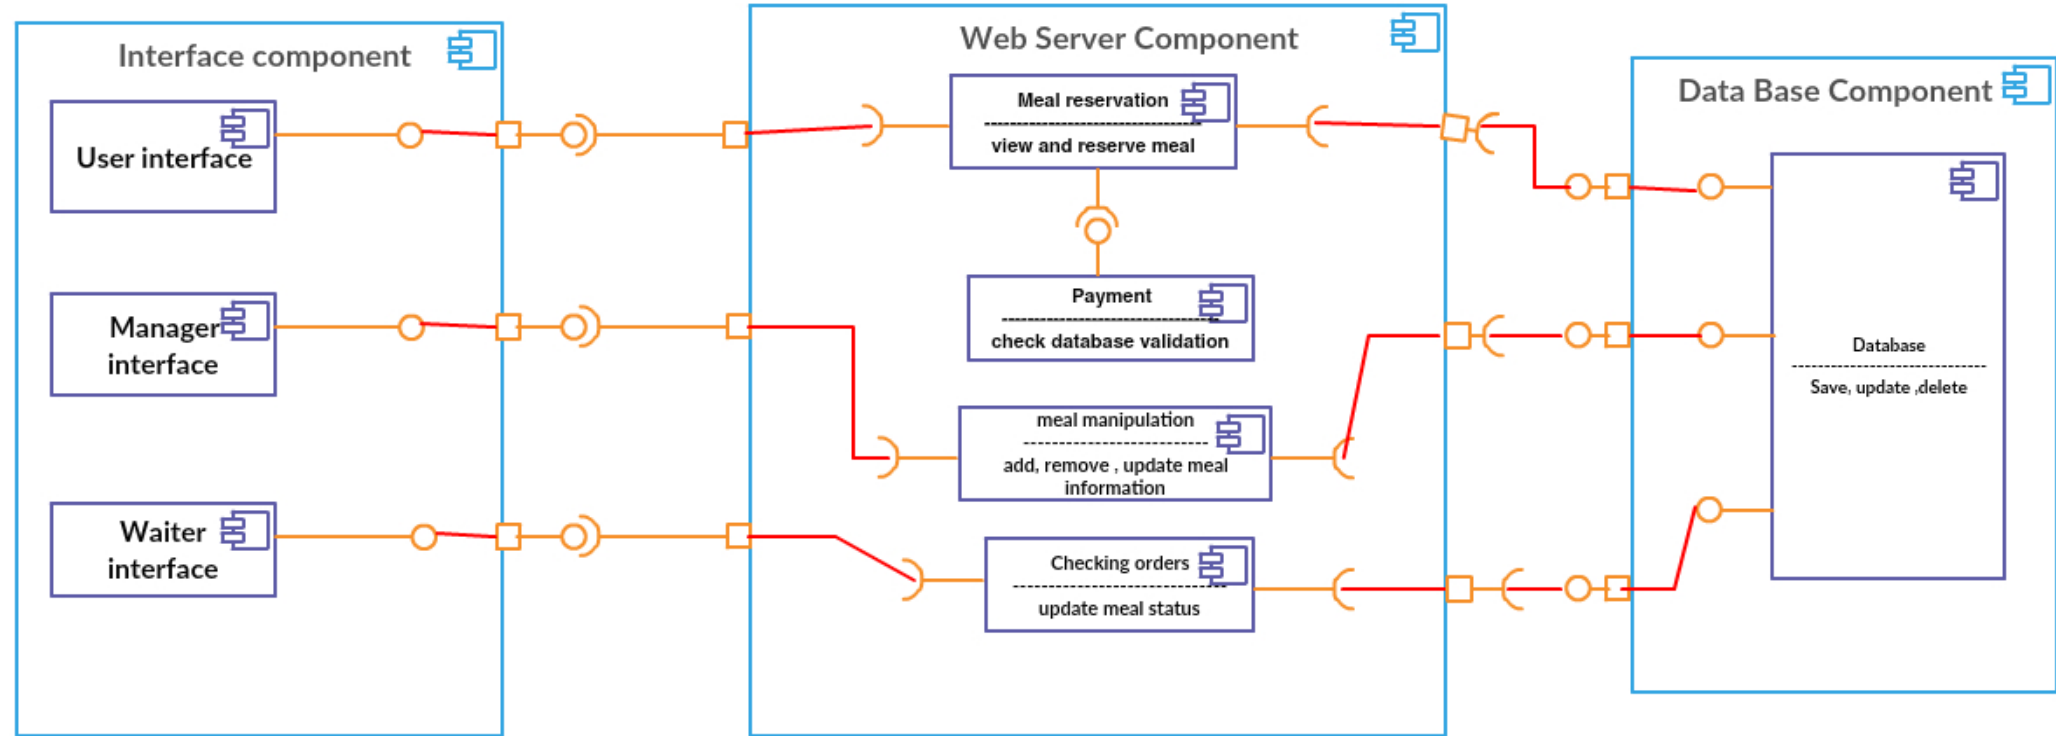 Interface component
User interface
Manager
interface
Waiter
interface
Web Server Component
Meal reservation
view and reserve meal
Payment
check database validation
meal manipulation
add, remove , update meal
information
Checking orders
update meal status
Data Base Component
Database
Save, update ,delete